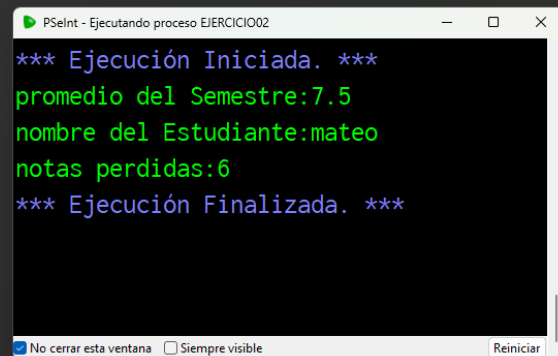 PSeInt - Ejecutando proceso EJERCICIO02
*** Ejecución Iniciada. ***
promedio del Semestre:7.5
nombre del Estudiante:mateo
notas perdidas:6
*** Ejecución Finalizada. ***
No cerrar esta ventana Siempre visible Reiniciar